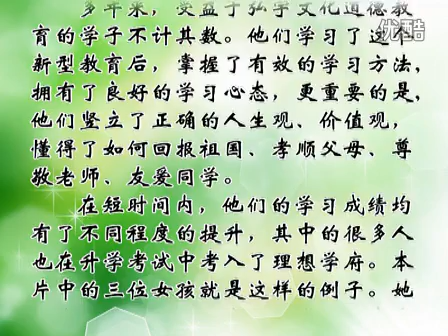 多年来，受益于弘学文化道德教
育的学子不计其数。他们学习了这个
新型教育后，掌握了有效的学习方法，
拥有了良好的学习心态，更重要的是，
他们竖立了正确的人生观、价值观，
懂得了如何回报祖国、孝顺父母、尊
敬老师、友爱同学。
在短时间内，他们的学习成绩均
有了不同程度的提升，其中的很多人
也在升学考试中考入了理想学府。本
片中的三位女孩就是这样的例子。她
优酷